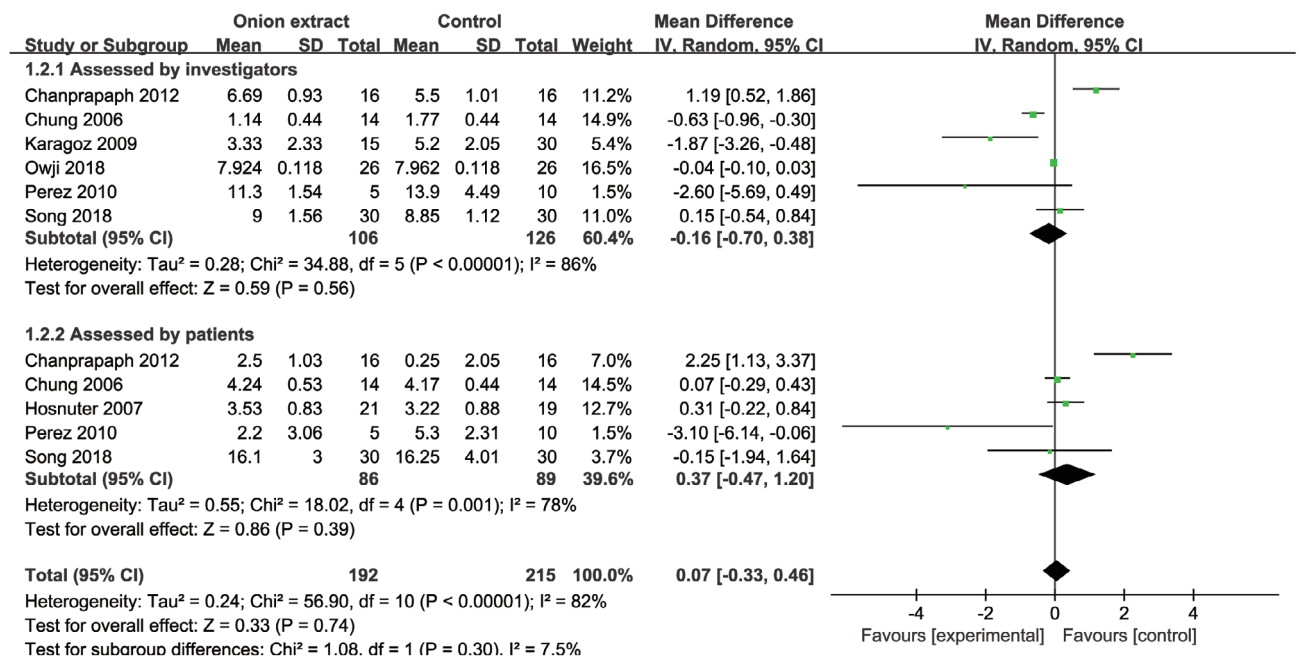 Onion extract Control Mean Difference Mean Difference
Study or Subgroup Mean SD Total Mean SD Total Weight IV, Random, 95% CI IV, Random, 95% CI
1.2.1 Assessed by investigators
Chanprapaph 2012 6.69 0.93 16 5.5 1.01 16 11.2% 1.19 [0.52, 1.86]
Chung 2006 1.14 0.44 14 1.77 0.44 14 14.9% -0.63 [-0.96, -0.30]
Karagoz 2009 3.33 2.33 15 5.2 2.05 30 5.4% -1.87 [-3.26, -0.48]
Owji 2018 7.924 0.118 26 7.962 0.118 26 16.5% -0.04 [-0.10, 0.03]
Perez 2010 11.3 1.54 5 13.9 4.49 10 1.5% -2.60 [-5.69, 0.49]
Song 2018 9 1.56 30 8.85 1.12 30 11.0% 0.15 [-0.54, 0.84]
Subtotal (95% CI) 106 126 60.4% -0.16 [-0.70, 0.38]
Heterogeneity: Tau² = 0.28; Chi² = 34.88, df = 5 (P < 0.00001); I² = 86%
Test for overall effect: Z = 0.59 (P = 0.56)
1.2.2 Assessed by patients
Chanprapaph 2012 2.5 1.03 16 0.25 2.05 16 7.0% 2.25 [1.13, 3.37]
Chung 2006 4.24 0.53 14 4.17 0.44 14 14.5% 0.07 [-0.29, 0.43]
Hosnuter 2007 3.53 0.83 21 3.22 0.88 19 12.7% 0.31 [-0.22, 0.84]
Perez 2010 2.2 3.06 5 5.3 2.31 10 1.5% -3.10 [-6.14, -0.06]
Song 2018 16.1 3 30 16.25 4.01 30 3.7% -0.15 [-1.94, 1.64]
Subtotal (95% CI) 86 89 39.6% 0.37 [-0.47, 1.20]
Heterogeneity: Tau² = 0.55; Chi² = 18.02, df = 4 (P = 0.001); I² = 78%
Test for overall effect: Z = 0.86 (P = 0.39)
Total (95% CI) 192 215 100.0% 0.07 [-0.33, 0.46]
Heterogeneity: Tau² = 0.24; Chi² = 56.90, df = 10 (P < 0.00001); I² = 82%
Test for overall effect: Z = 0.33 (P = 0.74)
Test for subgroup differences: Chi² = 1.08, df = 1 (P = 0.30), I² = 7.5%
-4 -2 0 2 4
Favours [experimental] Favours [control]